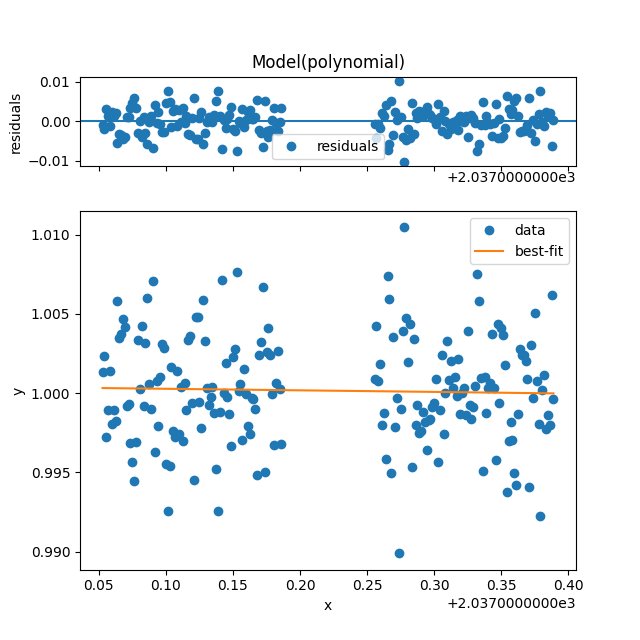 Model(polynomial)
0.01
0.00
−0.01
residuals
residuals
+2.0370000000e3
1.010
1.005
1.000
0.995
0.990
y
data
best-fit
0.05 0.10 0.15 0.20 0.25 0.30 0.35 0.40
x
+2.0370000000e3